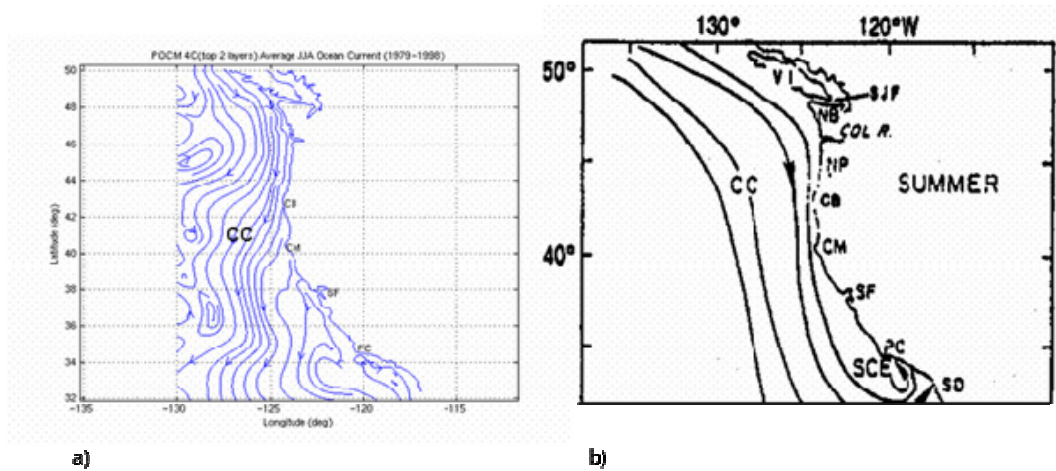 POCM 4C(top 2 layers) Average JJA Ocean Current (1979-1998)
50
48
46
44
42
40
38
36
34
32
Latitude (deg)
CB
CC
CM
SF
PC
-135
-130
-125
-120
-115
Longitude (deg)
a)
130°
120°W
50°
40°
VI
SJF
NB
COL R.
NP
CC
SUMMER
CB
CM
SF
PC
SCE
SD
b)